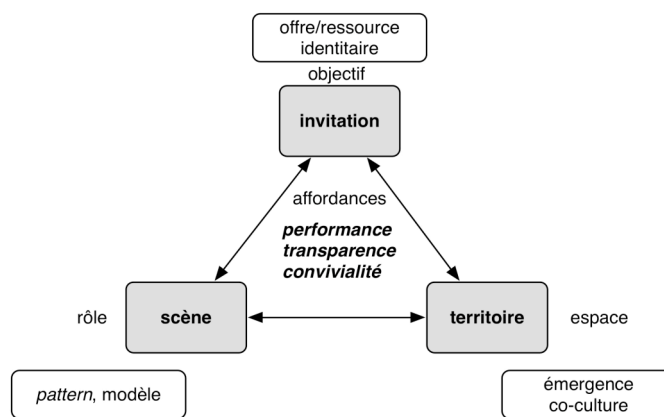 offre/ressource
identitaire
objectif
invitation
affordances
performance
transparence
convivialité
rôle
scène
territoire
espace
pattern, modèle
émergence
co-culture